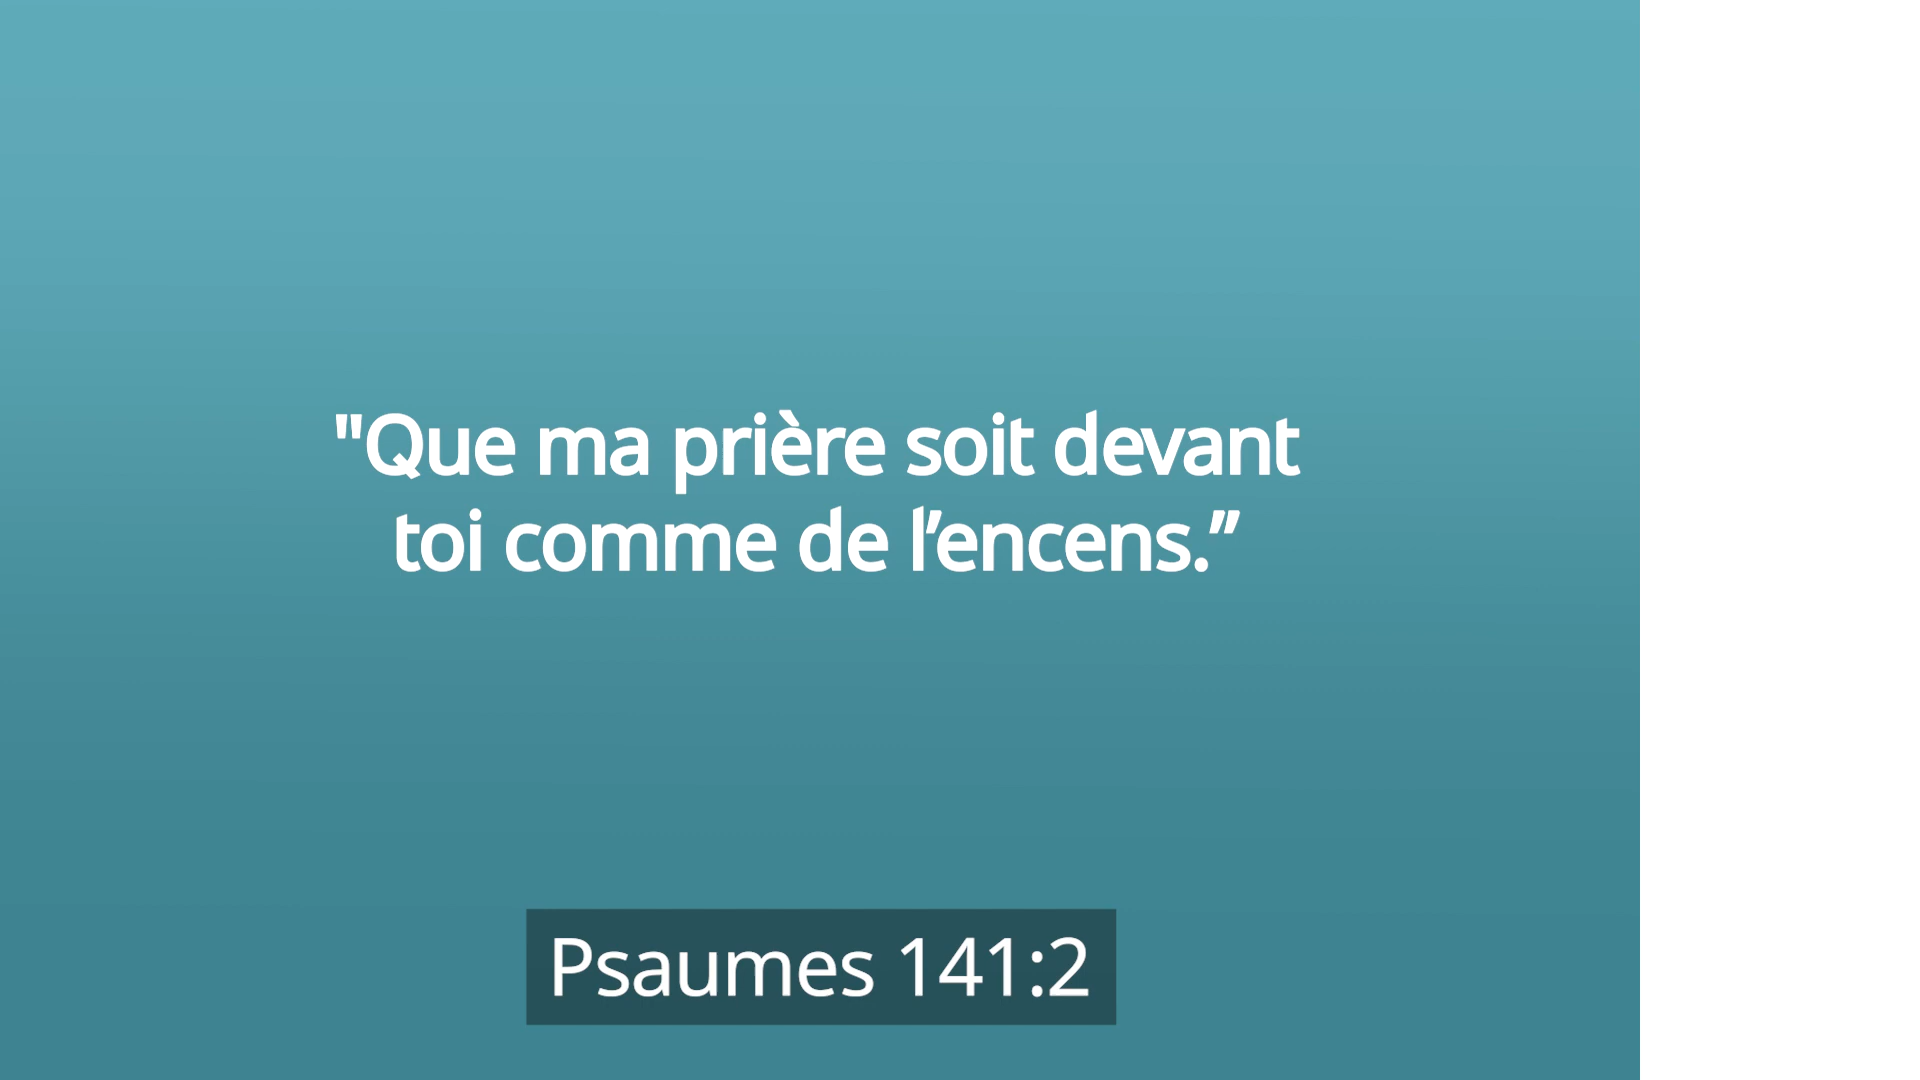 "Que ma prière soit devant
toi comme de l’encens.”
Psaumes 141:2